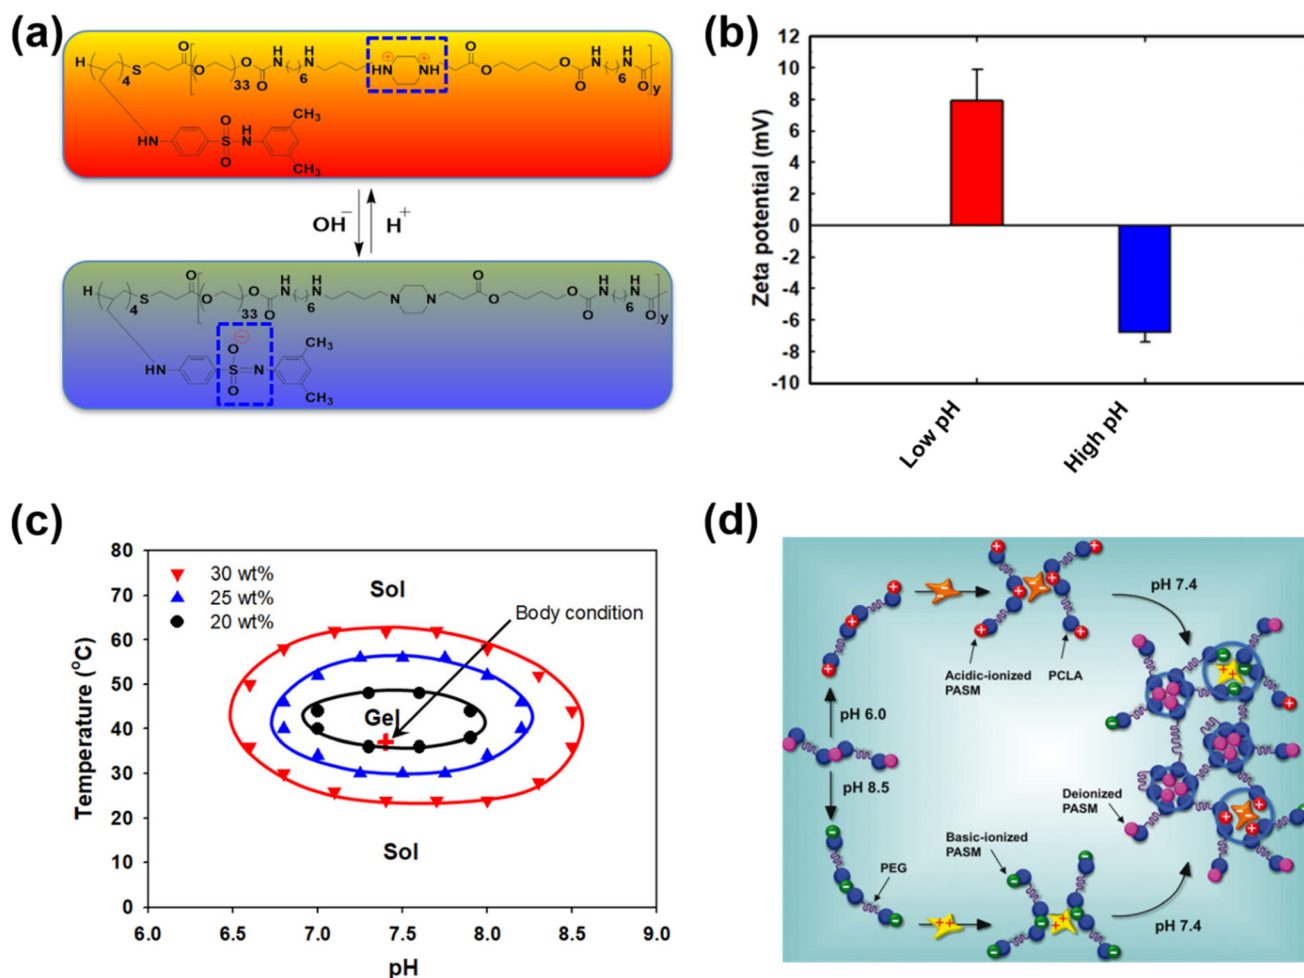 (a)
H
4
S
O
O
33
O
O
H
N
6
H
N
HN
+
+
NH
O
O
O
O
H
N
6
H
N
O
y
HN
O
S
O
H
N
CH3
CH3
OH−
H+
H
4
S
O
O
33
O
O
H
N
6
H
N
N
N
O
O
O
O
H
N
6
H
N
O
y
HN
O
−
S
O
N
CH3
CH3
(b)
Zeta potential (mV)
12
10
8
6
4
2
0
-2
-4
-6
-8
-10
Low pH
High pH
(c)
Temperature (°C)
80
70
60
50
40
30
20
10
0
30 wt%
25 wt%
20 wt%
Sol
Body condition
Gel
Sol
6.0 6.5 7.0 7.5 8.0 8.5 9.0
pH
(d)
pH 7.4
Acidic-ionized
PASM
PCLA
pH 6.0
pH 8.5
Deionized
PASM
Basic-ionized
PASM
PEG
pH 7.4